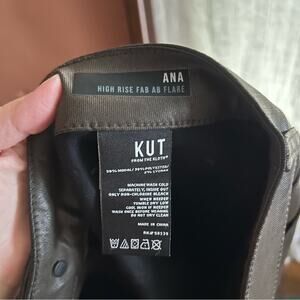 ANA
HIGH RISE FAB AB FLARE
KUT
FROM THE KLOTH®
MACHINE WASH COLD
SEPARATELY, INSIDE OUT
ONLY NON-CHLORINE BLEACH
WHEN NEEDED
TUMBLE DRY LOW
COOL IRON IF NEEDED
WASH ONCE BEFORE WEARING
DO NOT DRY CLEAN
MADE IN CHINA